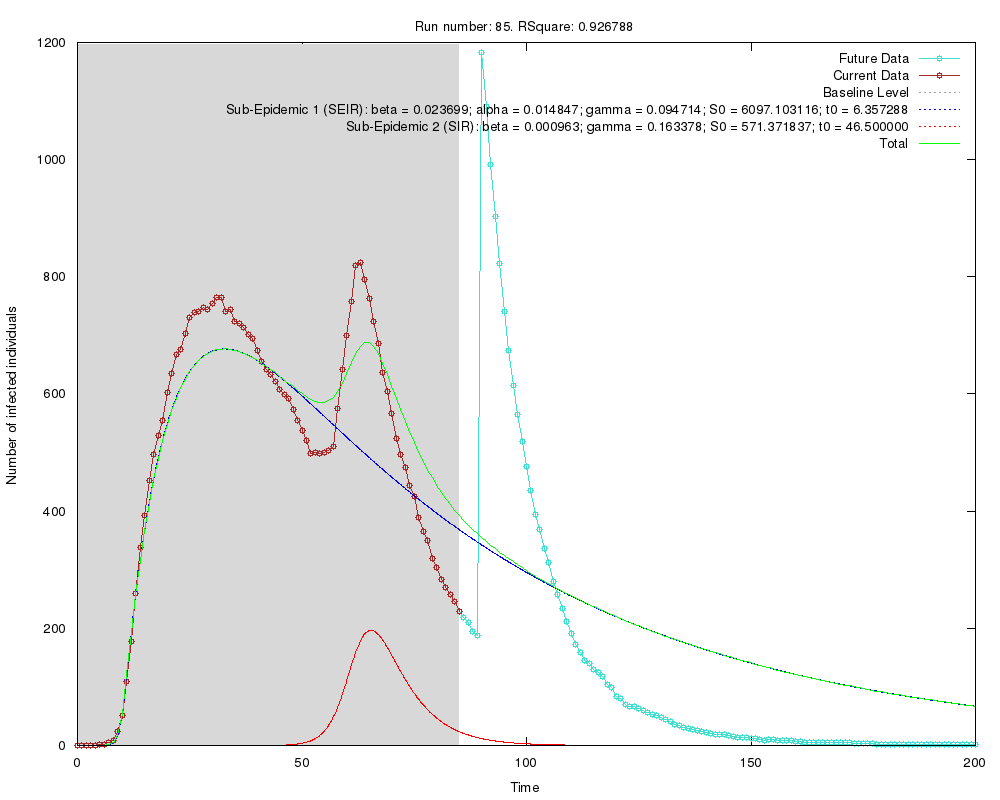 Run number: 85. RSquare: 0.926788
1200
1000
800
600
400
200
0
Number of infected individuals
Future Data
Current Data
Baseline Level
Sub-Epidemic 1 (SEIR): beta = 0.023699; alpha = 0.014847; gamma = 0.094714; S0 = 6097.103116; t0 = 6.357288
Sub-Epidemic 2 (SIR): beta = 0.000963; gamma = 0.163378; S0 = 571.371837; t0 = 46.500000
Total
0 50 100 150 200
Time